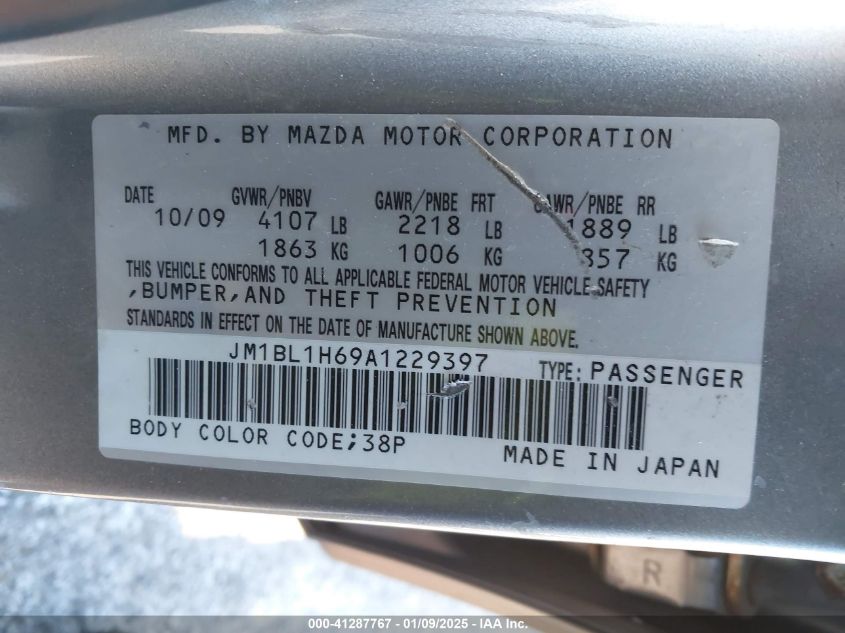 MFD. BY MAZDA MOTOR CORPORATION
DATE GVWR/PNBV GAWR/PNBE FRT GAWR/PNBE RR
10/09 4107 LB 2218 LB 1889 LB
1863 KG 1006 KG 857 KG
THIS VEHICLE CONFORMS TO ALL APPLICABLE FEDERAL MOTOR VEHICLE SAFETY
,BUMPER,AND THEFT PREVENTION
STANDARDS IN EFFECT ON THE DATE OF MANUFACTURE SHOWN ABOVE.
JM1BL1H69A1229397 TYPE: PASSENGER
BODY COLOR CODE;38P
MADE IN JAPAN
R
000-41287767 - 01/09/2025 - IAA Inc.